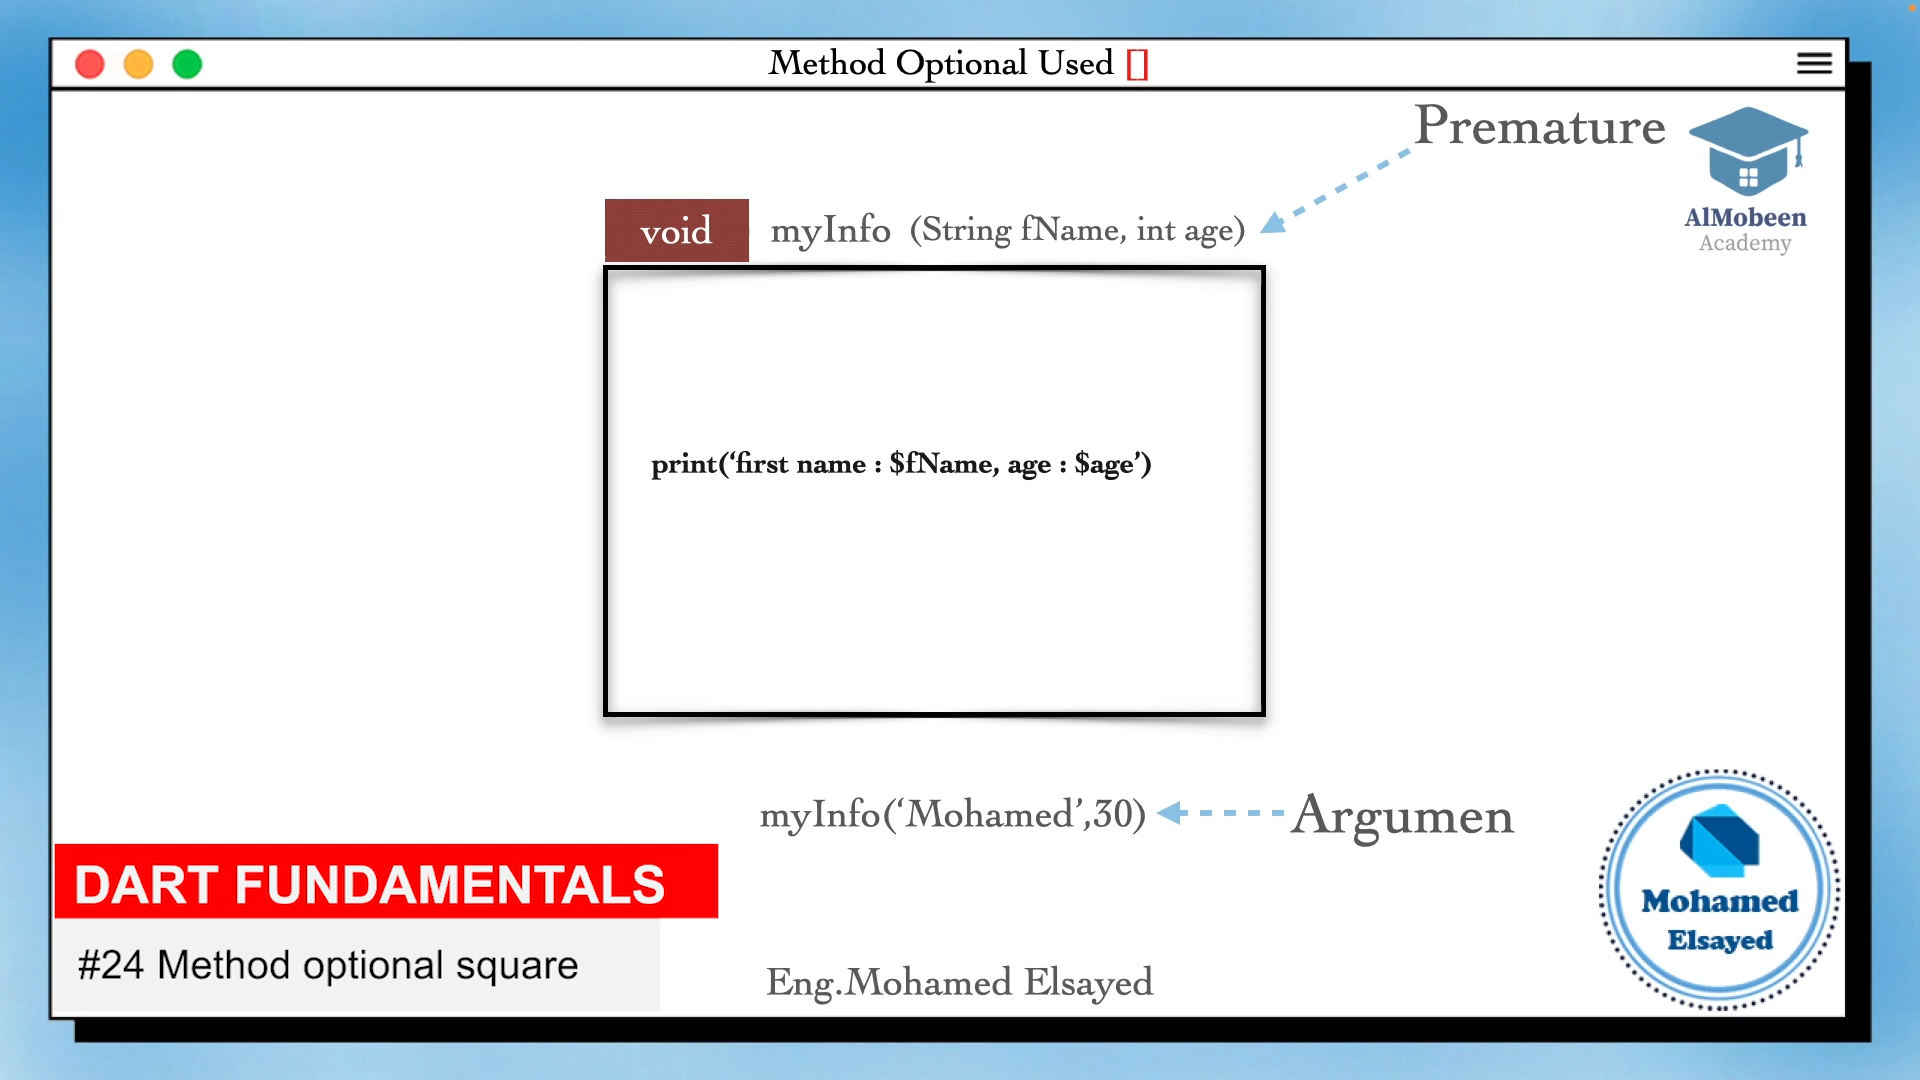 Method Optional Used []
Premature
AlMobeen
Academy
void myInfo (String fName, int age)
print(‘first name : $fName, age : $age’)
myInfo(‘Mohamed’,30)
Argumen
DART FUNDAMENTALS
#24 Method optional square
Eng.Mohamed Elsayed
Mohamed
Elsayed